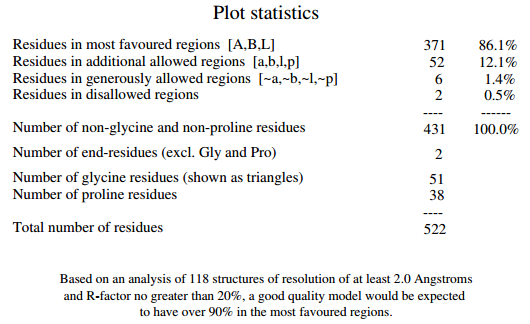 Plot statistics
Residues in most favoured regions [A,B,L] 371 86.1%
Residues in additional allowed regions [a,b,l,p] 52 12.1%
Residues in generously allowed regions [~a,~b,~l,~p] 6 1.4%
Residues in disallowed regions 2 0.5%
---- ------
Number of non-glycine and non-proline residues 431 100.0%
Number of end-residues (excl. Gly and Pro) 2
Number of glycine residues (shown as triangles) 51
Number of proline residues 38
----
Total number of residues 522
Based on an analysis of 118 structures of resolution of at least 2.0 Angstroms
and R-factor no greater than 20%, a good quality model would be expected
to have over 90% in the most favoured regions.